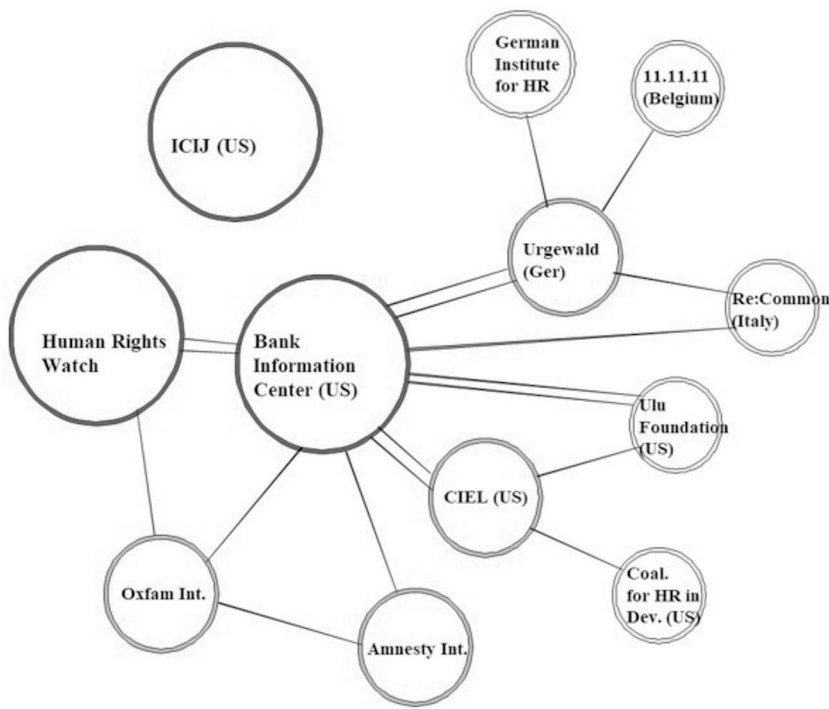 German
Institute
for HR
11.11.11
(Belgium)
ICIJ (US)
Urgewald
(Ger)
Re:Common
(Italy)
Human Rights
Watch
Bank
Information
Center (US)
Ulu
Foundation
(US)
CIEL (US)
Coal.
for HR in
Dev. (US)
Oxfam Int.
Amnesty Int.